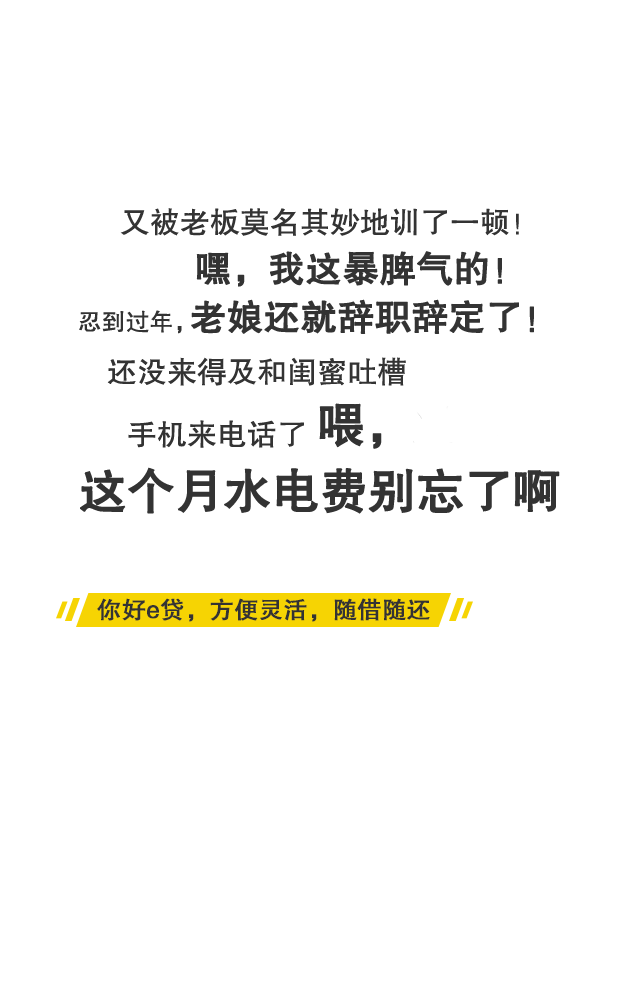 又被老板莫名其妙地训了一顿！
嘿，我这暴脾气的！
忍到过年，老娘还就辞职辞定了！
还没来得及和闺蜜吐槽
手机来电话了 喂，
这个月水电费别忘了啊
你好e贷，方便灵活，随借随还